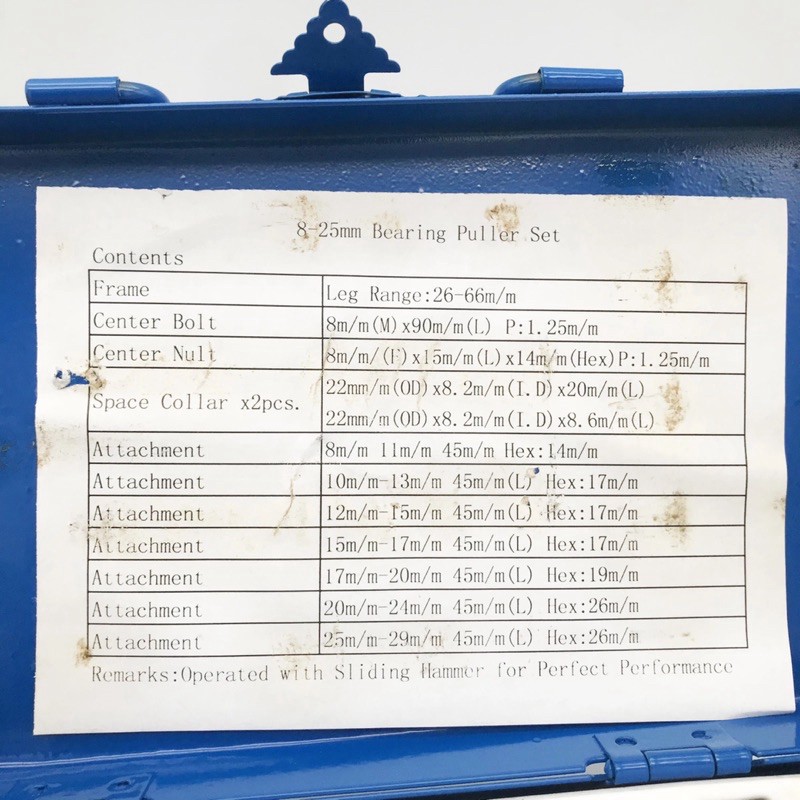 8-25mm Bearing Puller Set
Contents
Frame Leg Range:26-66m/m
Center Bolt 8m/m(M)x90m/m(L) P:1.25m/m
Center Nult 8m/m/(F)x15m/m(L)x14m/m(Hex)P:1.25m/m
Space Collar x2pcs. 22mm/m(OD)x8.2m/m(I.D)x20m/m(L)
22mm/m(OD)x8.2m/m(I.D)x8.6m/m(L)
Attachment 8m/m 11m/m 45m/m Hex:14m/m
Attachment 10m/m-13m/m 45m/m(L) Hex:17m/m
Attachment 12m/m-15m/m 45m/m(L) Hex:17m/m
Attachment 15m/m-17m/m 45m/m(L) Hex:17m/m
Attachment 17m/m-20m/m 45m/m(L) Hex:19m/m
Attachment 20m/m-24m/m 45m/m(L) Hex:26m/m
Attachment 25m/m-29m/m 45m/m(L) Hex:26m/m
Remarks:Operated with Sliding Hammer for Perfect Performance